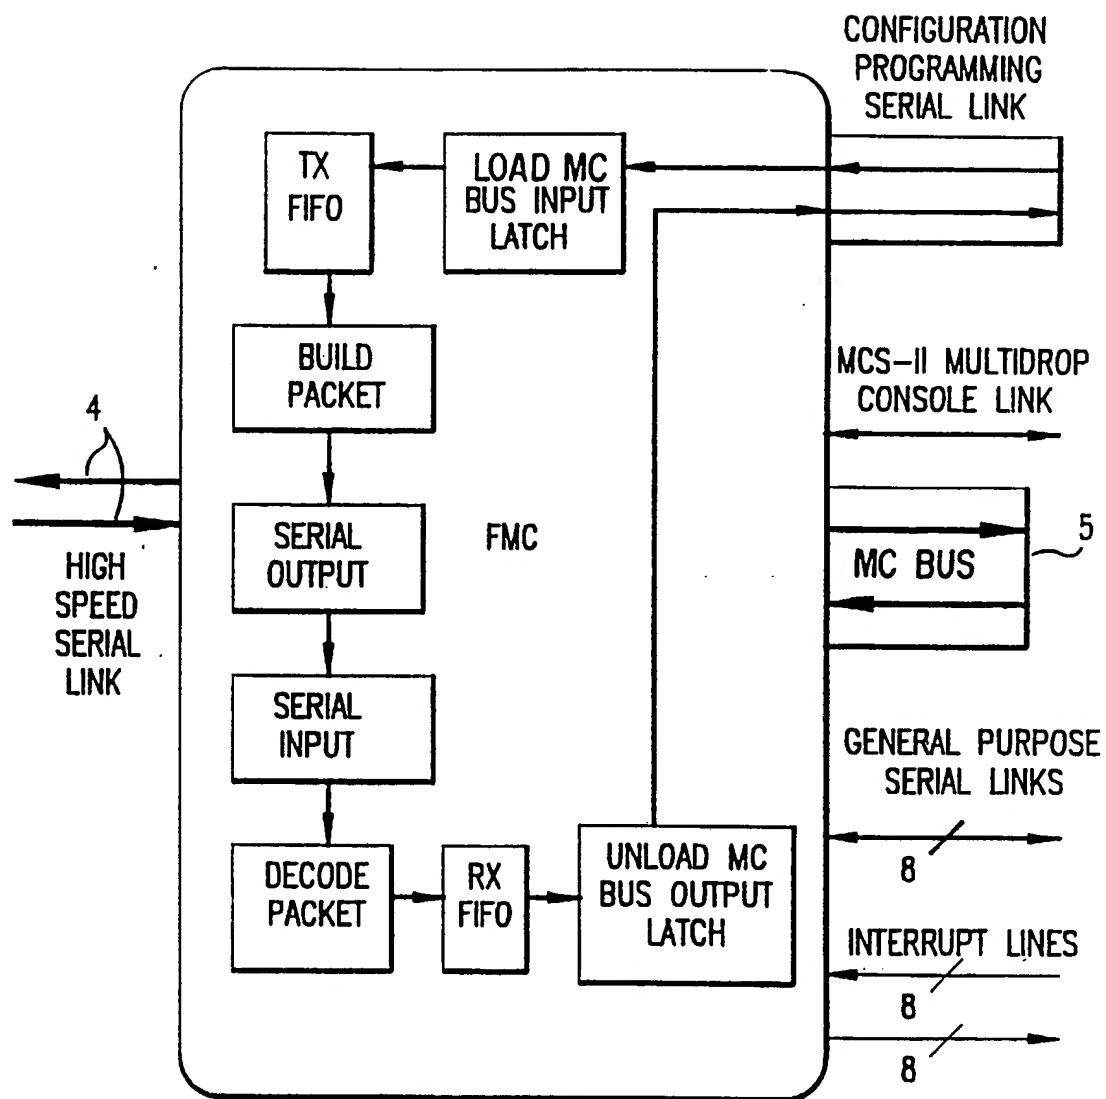 CONFIGURATION
PROGRAMMING
SERIAL LINK
TX
FIFO
LOAD MC
BUS INPUT
LATCH
BUILD
PACKET
MCS-II MULTIDROP
CONSOLE LINK
4
SERIAL
OUTPUT
FMC
5
MC BUS
HIGH
SPEED
SERIAL
LINK
SERIAL
INPUT
GENERAL PURPOSE
SERIAL LINKS
8
DECODE
PACKET
RX
FIFO
UNLOAD MC
BUS OUTPUT
LATCH
INTERRUPT LINES
8
8